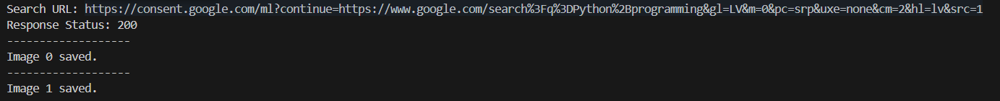 Search URL: https://consent.google.com/ml?continue=https://www.google.com/search%3Fq%3DPython%2Bprogramming&gl=LV&m=0&pc=srp&uxe=none&cm=2&hl=lv&src=1
Response Status: 200
-------------------
Image 0 saved.
-------------------
Image 1 saved.